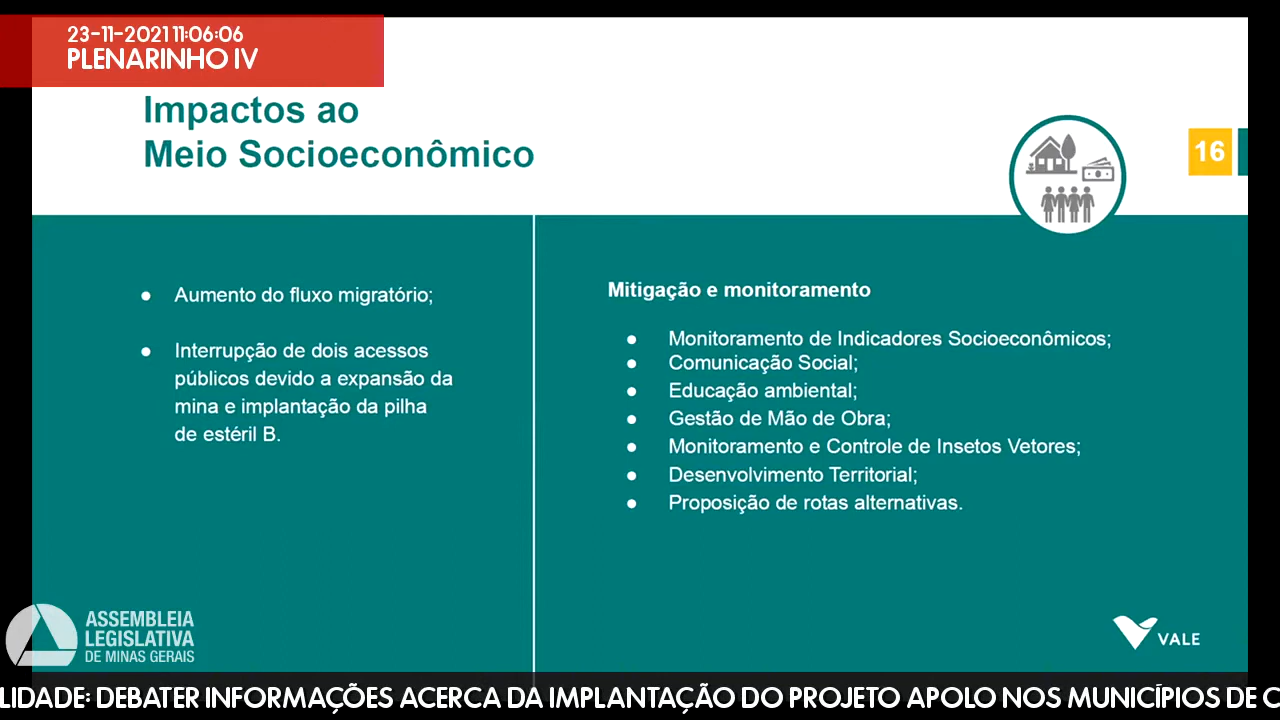 23-11-2021 11:06:06
PLENARINHO IV
Impactos ao
Meio Socioeconômico
16
● Aumento do fluxo migratório;
● Interrupção de dois acessos
públicos devido a expansão da
mina e implantação da pilha
de estéril B.
Mitigação e monitoramento
● Monitoramento de Indicadores Socioeconômicos;
● Comunicação Social;
● Educação ambiental;
● Gestão de Mão de Obra;
● Monitoramento e Controle de Insetos Vetores;
● Desenvolvimento Territorial;
● Proposição de rotas alternativas.
ASSEMBLEIA
LEGISLATIVA
DE MINAS GERAIS
VALE
LIDADE: DEBATER INFORMAÇÕES ACERCA DA IMPLANTAÇÃO DO PROJETO APOLO NOS MUNICÍPIOS DE C